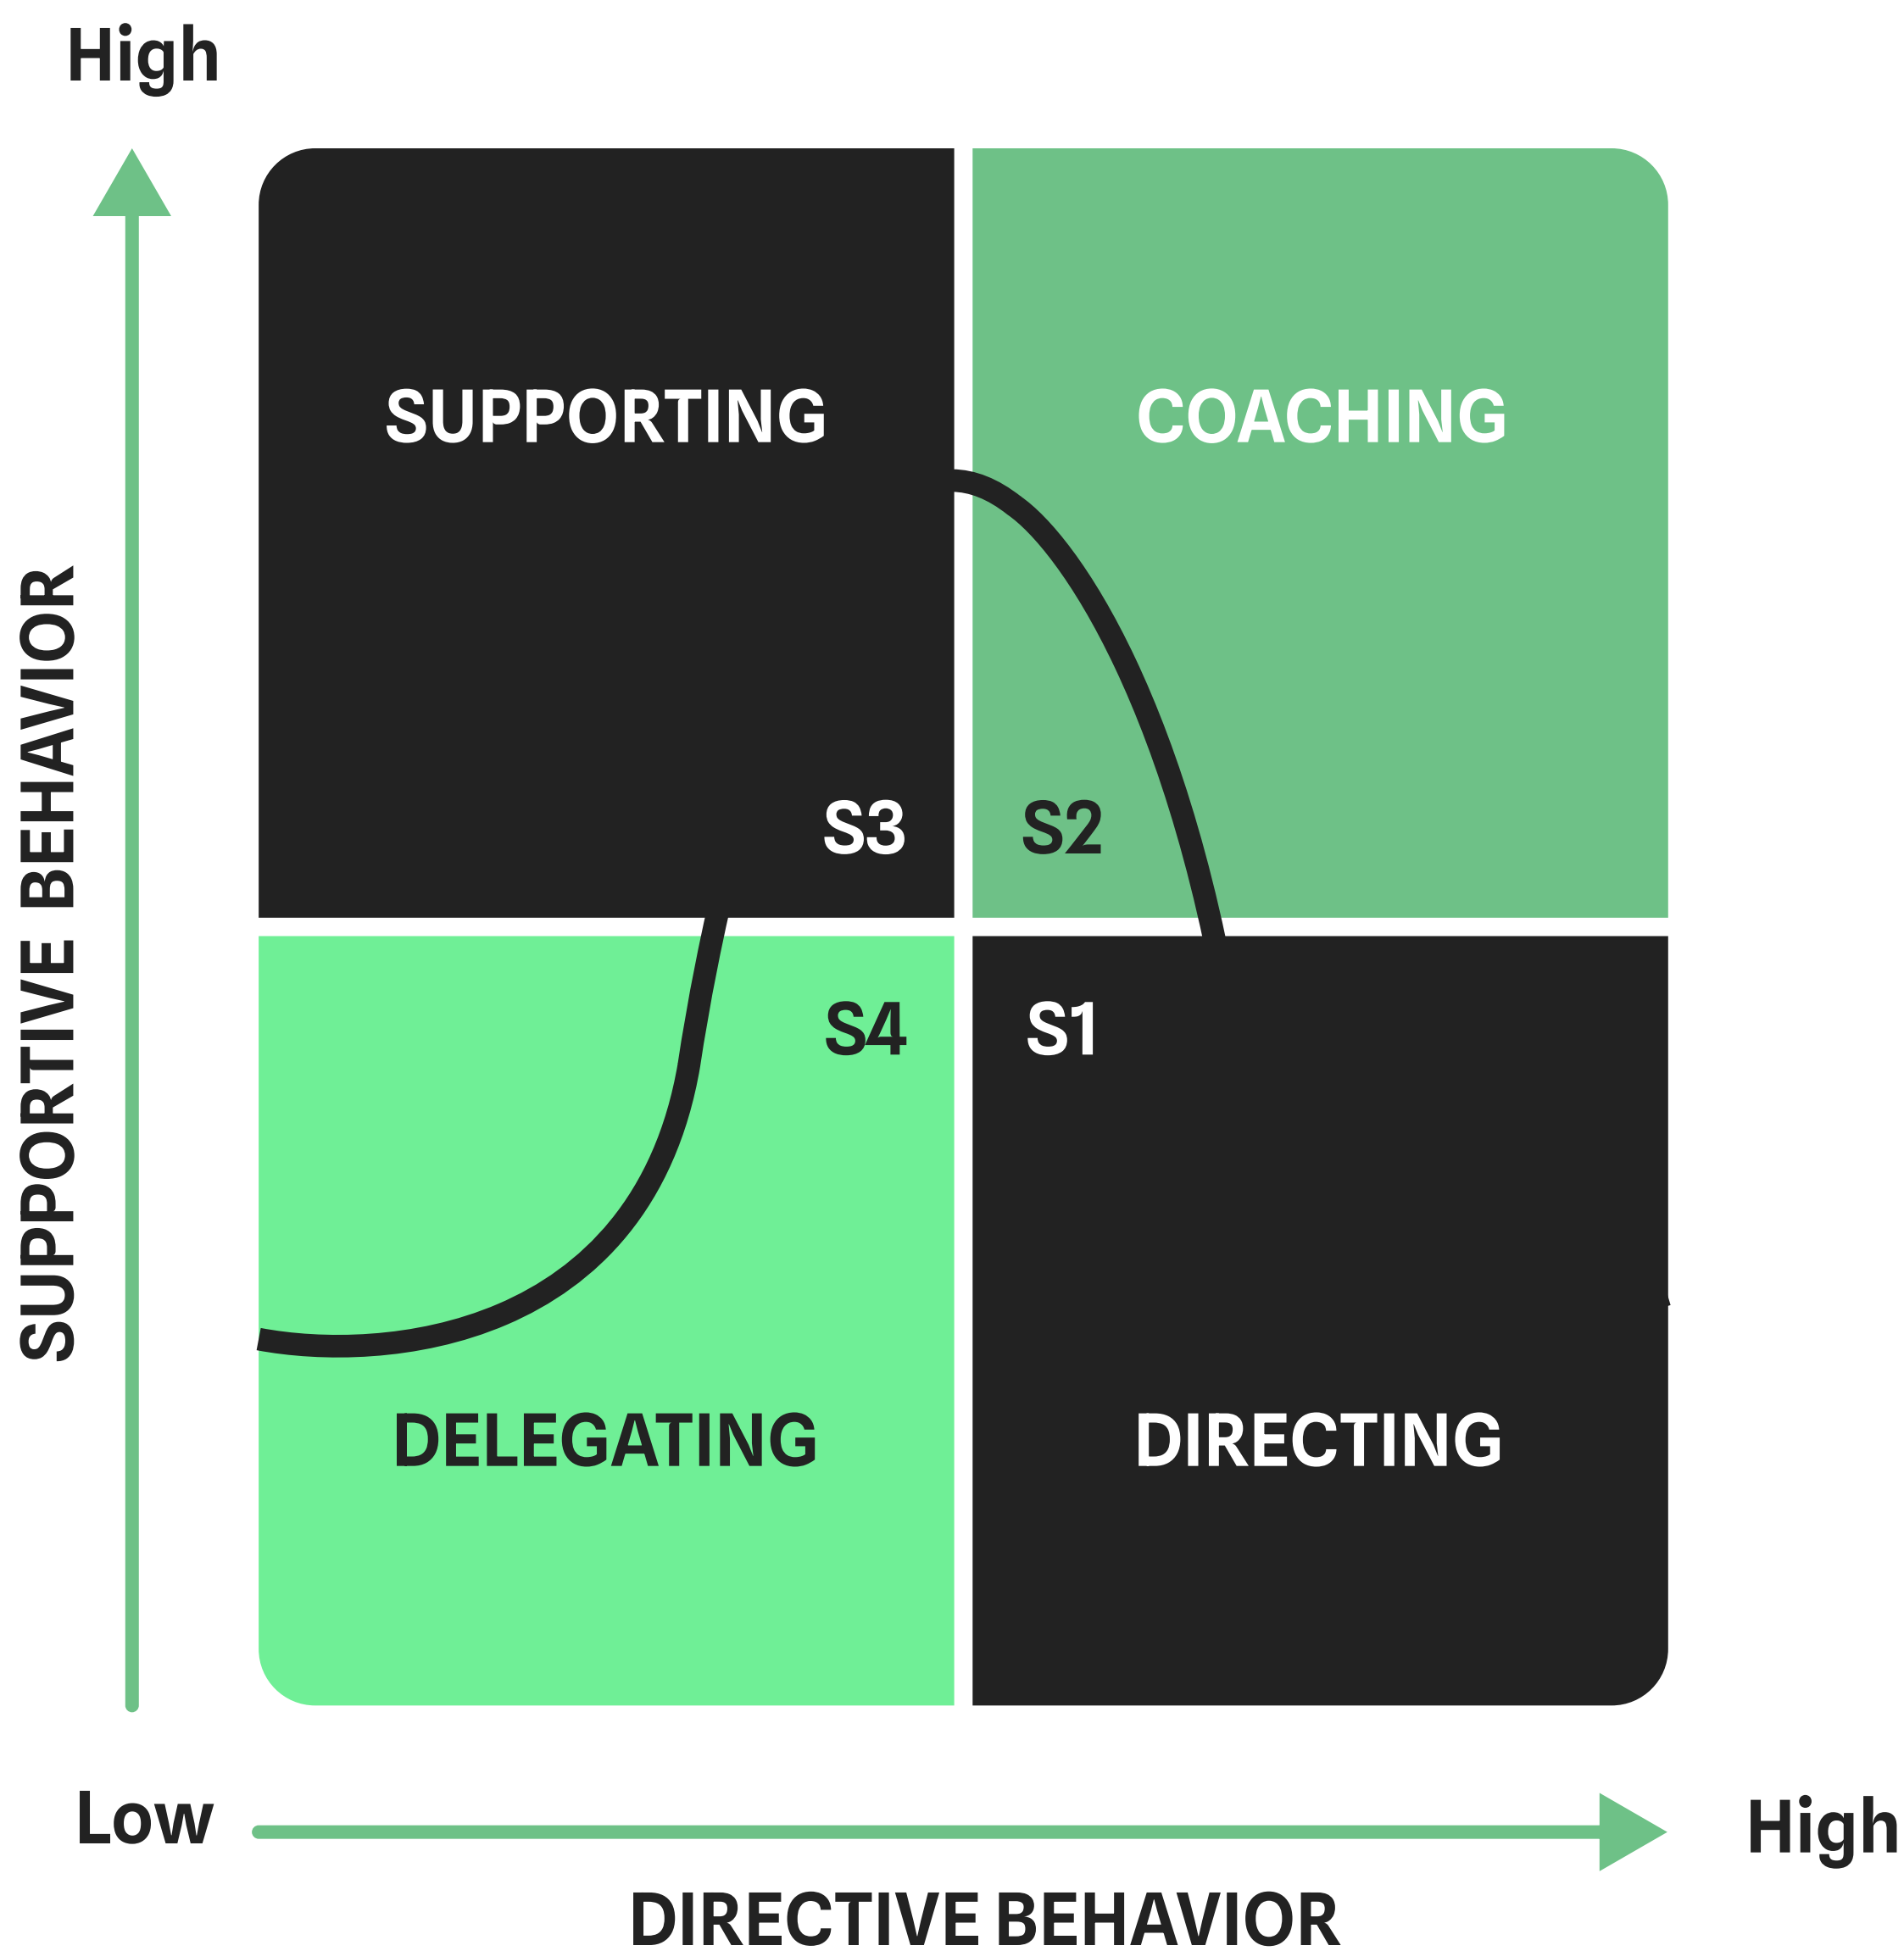 High
SUPPORTING
COACHING
SUPPORTIVE BEHAVIOR
S3
S2
S4
S1
DELEGATING
DIRECTING
Low
High
DIRECTIVE BEHAVIOR